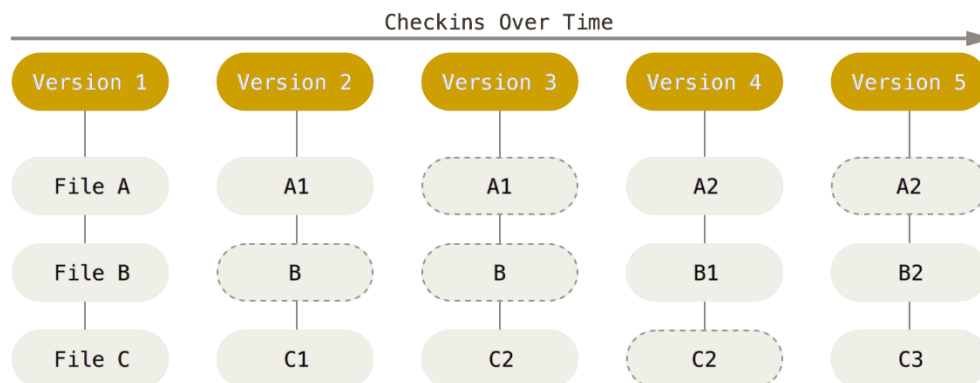 Checkins Over Time
Version 1 Version 2 Version 3 Version 4 Version 5
File A A1 A1 A2 A2
File B B B B1 B2
File C C1 C2 C2 C3